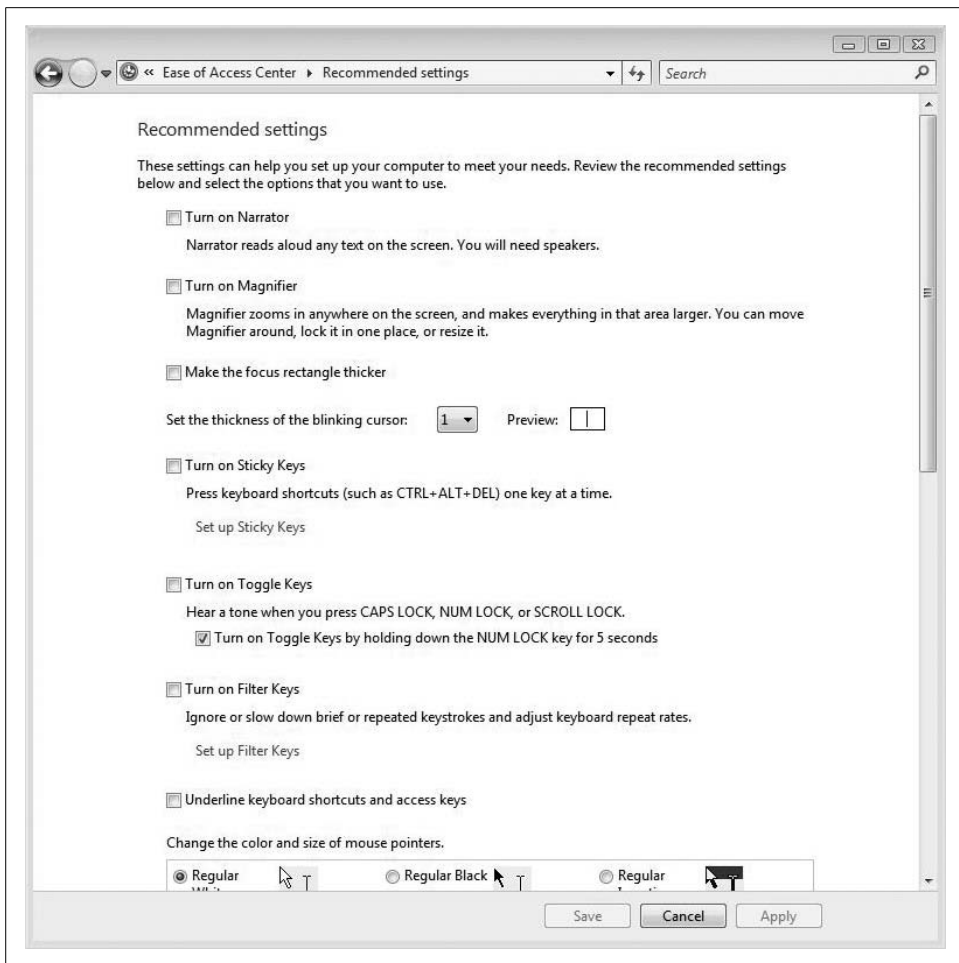 « Ease of Access Center ▸ Recommended settings
Search
Recommended settings
These settings can help you set up your computer to meet your needs. Review the recommended settings
below and select the options that you want to use.
Turn on Narrator
Narrator reads aloud any text on the screen. You will need speakers.
Turn on Magnifier
Magnifier zooms in anywhere on the screen, and makes everything in that area larger. You can move
Magnifier around, lock it in one place, or resize it.
Make the focus rectangle thicker
Set the thickness of the blinking cursor: 1 Preview:
Turn on Sticky Keys
Press keyboard shortcuts (such as CTRL+ALT+DEL) one key at a time.
Set up Sticky Keys
Turn on Toggle Keys
Hear a tone when you press CAPS LOCK, NUM LOCK, or SCROLL LOCK.
Turn on Toggle Keys by holding down the NUM LOCK key for 5 seconds
Turn on Filter Keys
Ignore or slow down brief or repeated keystrokes and adjust keyboard repeat rates.
Set up Filter Keys
Underline keyboard shortcuts and access keys
Change the color and size of mouse pointers.
Regular Regular Black Regular
Save Cancel Apply